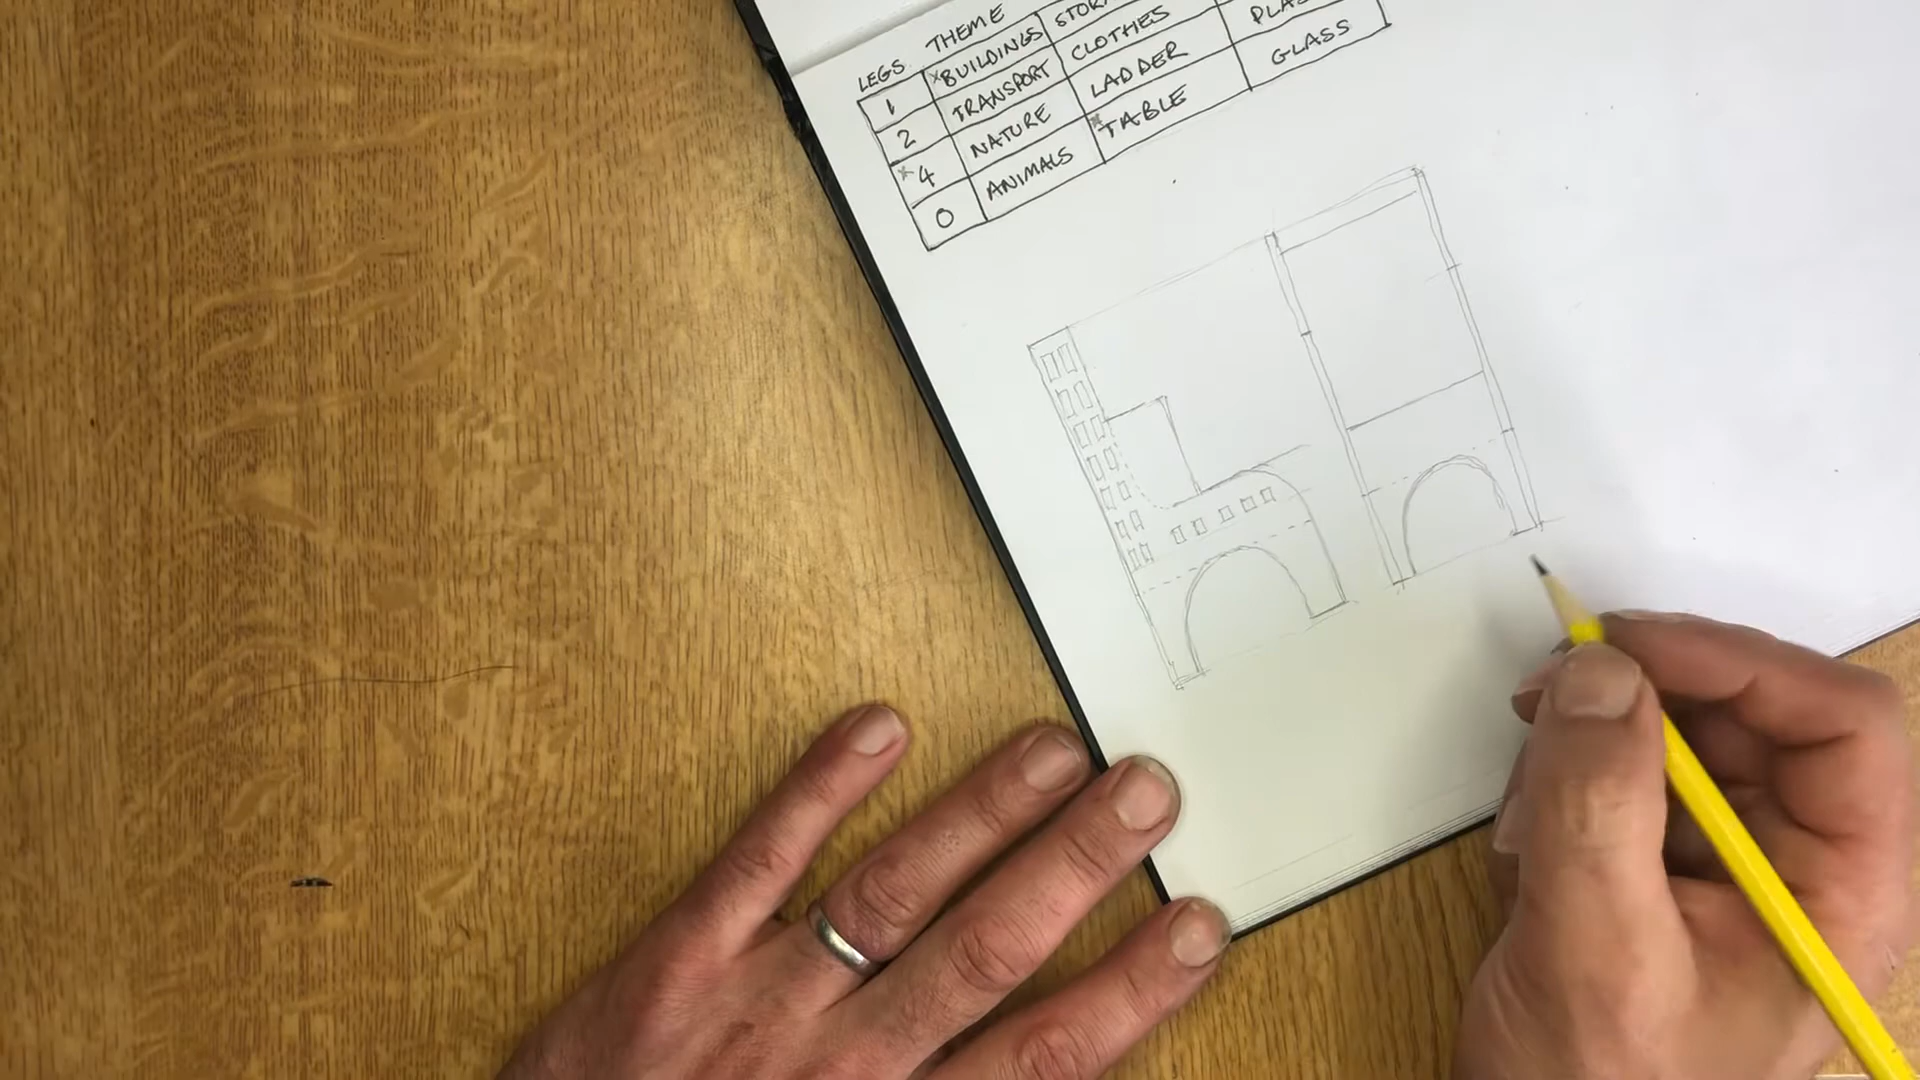 LEGS THEME
1 BUILDINGS
2 TRANSPORT CLOTHES
4 NATURE LADDER
0 ANIMALS TABLE GLASS